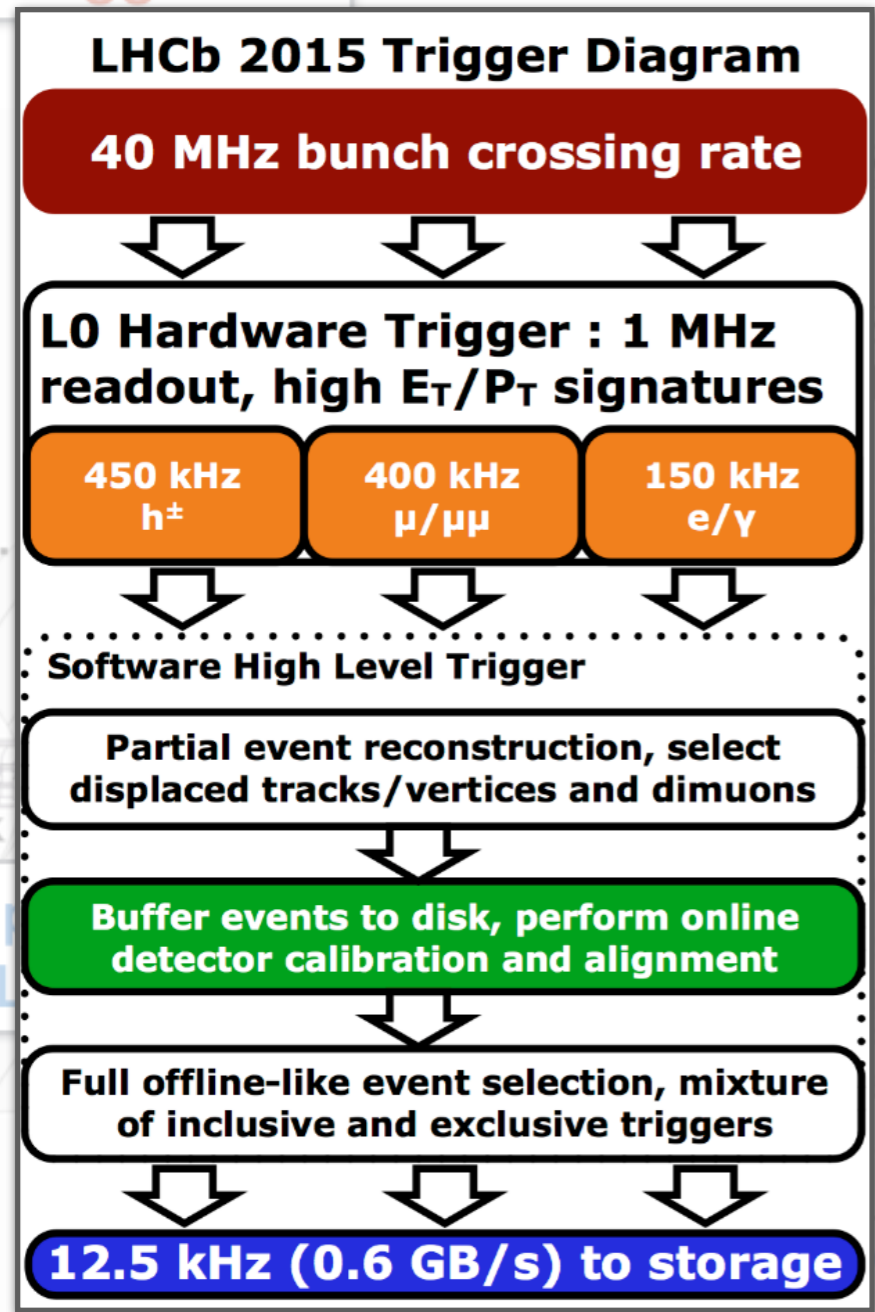 LHCb 2015 Trigger Diagram
40 MHz bunch crossing rate
L0 Hardware Trigger : 1 MHz
readout, high ET/PT signatures
450 kHz
h±
400 kHz
μ/μμ
150 kHz
e/γ
Software High Level Trigger
Partial event reconstruction, select
displaced tracks/vertices and dimuons
Buffer events to disk, perform online
detector calibration and alignment
Full offline-like event selection, mixture
of inclusive and exclusive triggers
12.5 kHz (0.6 GB/s) to storage